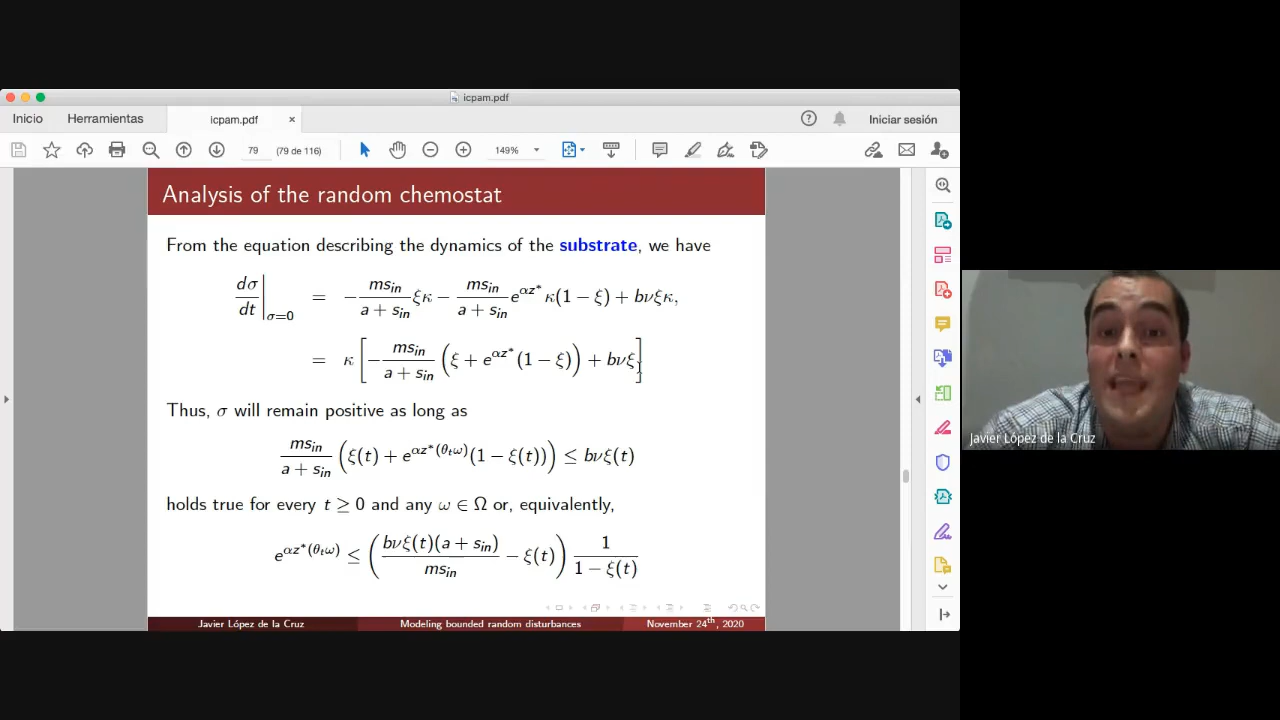 icpam.pdf
Inicio Herramientas icpam.pdf × Iniciar sesión
79 (79 de 116) 149%
Analysis of the random chemostat
From the equation describing the dynamics of the substrate, we have
dσ/dt|σ=0 = −(ms_in/(a + s_in))ξκ − (ms_in/(a + s_in))e^{αz*}κ(1 − ξ) + bνξκ,
= κ[−(ms_in/(a + s_in))(ξ + e^{αz*}(1 − ξ)) + bνξ]
Thus, σ will remain positive as long as
(ms_in/(a + s_in))(ξ(t) + e^{αz*(θ_tω)}(1 − ξ(t))) ≤ bνξ(t)
holds true for every t ≥ 0 and any ω ∈ Ω or, equivalently,
e^{αz*(θ_tω)} ≤ (bνξ(t)(a + s_in)/(ms_in) − ξ(t)) 1/(1 − ξ(t))
Javier López de la Cruz Modeling bounded random disturbances November 24th, 2020
Javier López de la Cruz